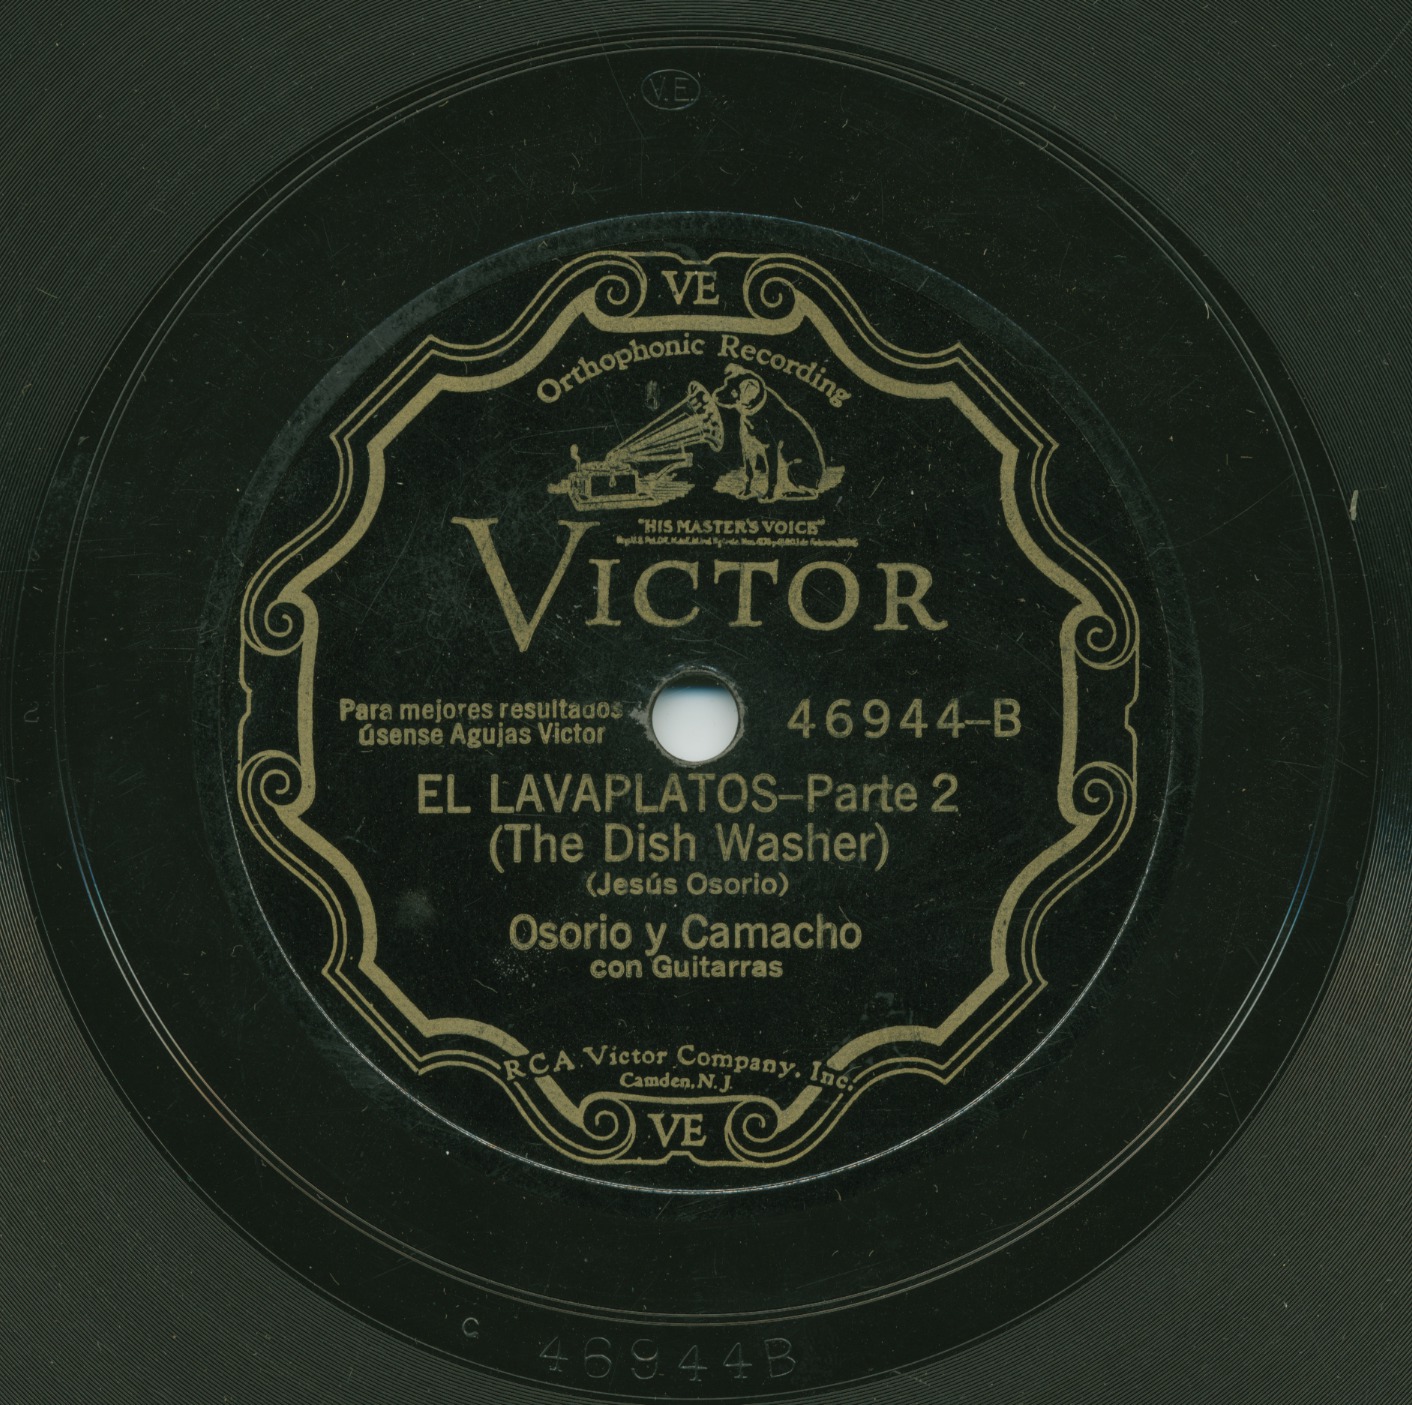 V.E.
VE
Orthophonic Recording
"HIS MASTER'S VOICE"
VICTOR
Para mejores resultados
úsense Agujas Victor
46944-B
EL LAVAPLATOS-Parte 2
(The Dish Washer)
(Jesús Osorio)
Osorio y Camacho
con Guitarras
RCA Victor Company, Inc.
Camden, N. J.
VE
C
46944B